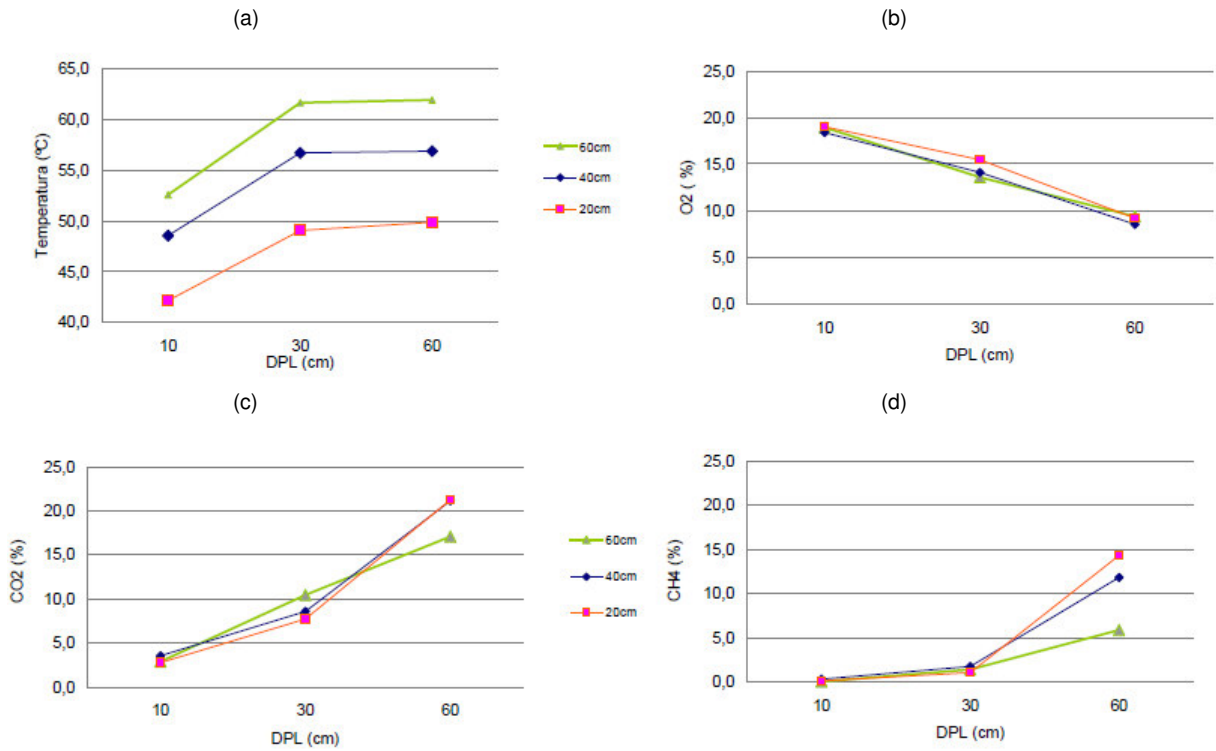 (a)
65,0
60,0
55,0
50,0
45,0
40,0
Temperatura (ºC)
10 30 60
DPL (cm)
60cm
40cm
20cm
(b)
25,0
20,0
15,0
10,0
5,0
0,0
O2 ( %)
10 30 60
DPL (cm)
(c)
25,0
20,0
15,0
10,0
5,0
0,0
CO2 (%)
10 30 60
DPL (cm)
60cm
40cm
20cm
(d)
25,0
20,0
15,0
10,0
5,0
0,0
CH4 (%)
10 30 60
DPL (cm)